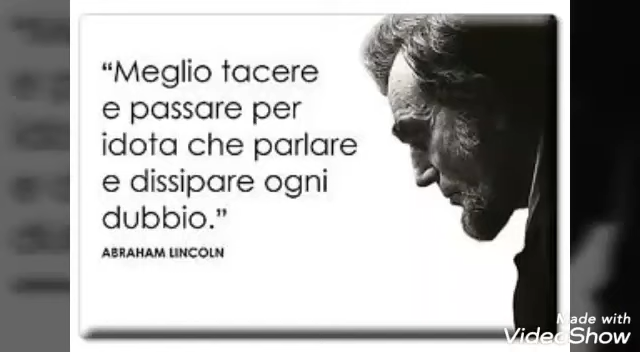 “Meglio tacere
e passare per
idota che parlare
e dissipare ogni
dubbio.”
ABRAHAM LINCOLN
Made with
VideoShow